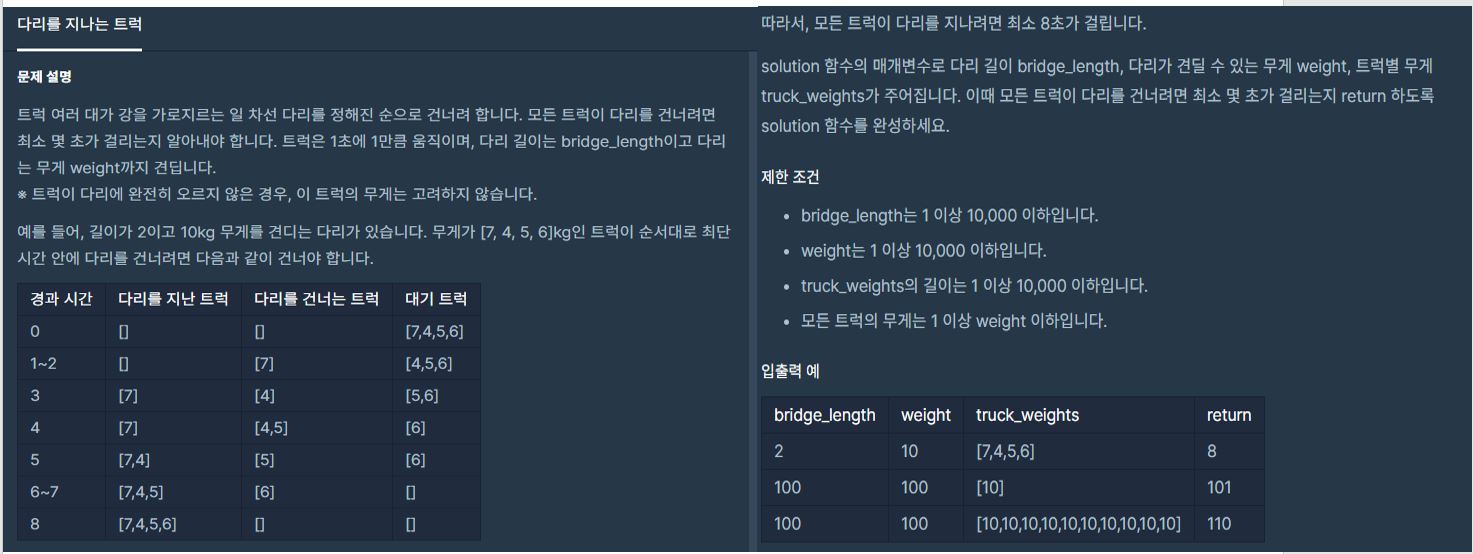 다리를 지나는 트럭
문제 설명
트럭 여러 대가 강을 가로지르는 일 차선 다리를 정해진 순으로 건너려 합니다. 모든 트럭이 다리를 건너려면
최소 몇 초가 걸리는지 알아내야 합니다. 트럭은 1초에 1만큼 움직이며, 다리 길이는 bridge_length이고 다리
는 무게 weight까지 견딥니다.
※ 트럭이 다리에 완전히 오르지 않은 경우, 이 트럭의 무게는 고려하지 않습니다.
예를 들어, 길이가 2이고 10kg 무게를 견디는 다리가 있습니다. 무게가 [7, 4, 5, 6]kg인 트럭이 순서대로 최단
시간 안에 다리를 건너려면 다음과 같이 건너야 합니다.
경과 시간 다리를 지난 트럭 다리를 건너는 트럭 대기 트럭
0 [] [] [7,4,5,6]
1~2 [] [7] [4,5,6]
3 [7] [4] [5,6]
4 [7] [4,5] [6]
5 [7,4] [5] [6]
6~7 [7,4,5] [6] []
8 [7,4,5,6] [] []
따라서, 모든 트럭이 다리를 지나려면 최소 8초가 걸립니다.
solution 함수의 매개변수로 다리 길이 bridge_length, 다리가 견딜 수 있는 무게 weight, 트럭별 무게
truck_weights가 주어집니다. 이때 모든 트럭이 다리를 건너려면 최소 몇 초가 걸리는지 return 하도록
solution 함수를 완성하세요.
제한 조건
• bridge_length는 1 이상 10,000 이하입니다.
• weight는 1 이상 10,000 이하입니다.
• truck_weights의 길이는 1 이상 10,000 이하입니다.
• 모든 트럭의 무게는 1 이상 weight 이하입니다.
입출력 예
bridge_length weight truck_weights return
2 10 [7,4,5,6] 8
100 100 [10] 101
100 100 [10,10,10,10,10,10,10,10,10,10] 110